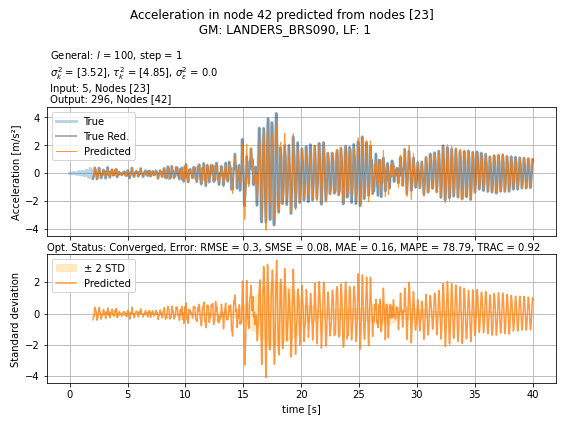 Acceleration in node 42 predicted from nodes [23]
GM: LANDERS_BRS090, LF: 1
General: l = 100, step = 1
σ²ₖ = [3.52], τ²ₖ = [4.85], σ²ε = 0.0
Input: 5, Nodes [23]
Output: 296, Nodes [42]
True
True Red.
Predicted
Acceleration [m/s²]
4
2
0
−2
−4
Opt. Status: Converged, Error: RMSE = 0.3, SMSE = 0.08, MAE = 0.16, MAPE = 78.79, TRAC = 0.92
± 2 STD
Predicted
Standard deviation
2
0
−2
−4
0 5 10 15 20 25 30 35 40
time [s]